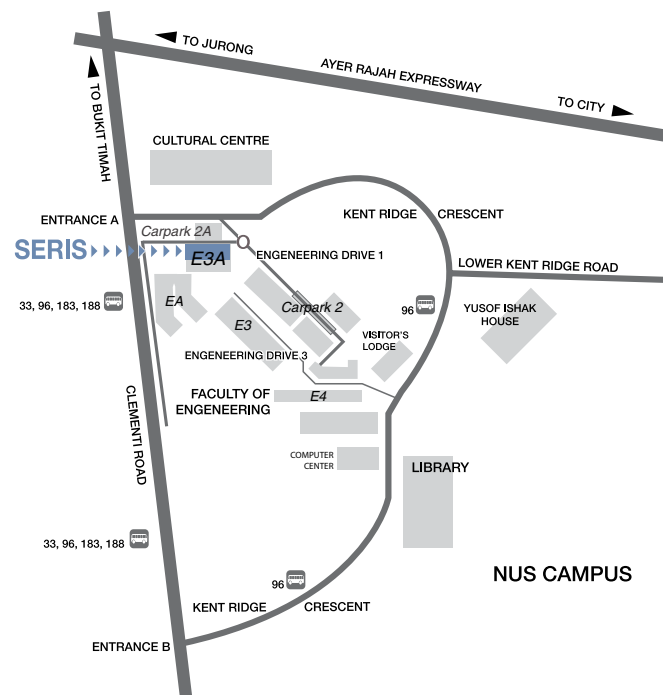 TO JURONG
AYER RAJAH EXPRESSWAY
TO CITY
TO BUKIT TIMAH
CULTURAL CENTRE
ENTRANCE A
KENT RIDGE CRESCENT
Carpark 2A
SERIS
E3A
ENGENEERING DRIVE 1
LOWER KENT RIDGE ROAD
EA
33, 96, 183, 188
Carpark 2
96
YUSOF ISHAK
HOUSE
E3
VISITOR'S
LODGE
ENGENEERING DRIVE 3
FACULTY OF
ENGENEERING
E4
CLEMENTI ROAD
COMPUTER
CENTER
LIBRARY
33, 96, 183, 188
96
NUS CAMPUS
KENT RIDGE CRESCENT
ENTRANCE B